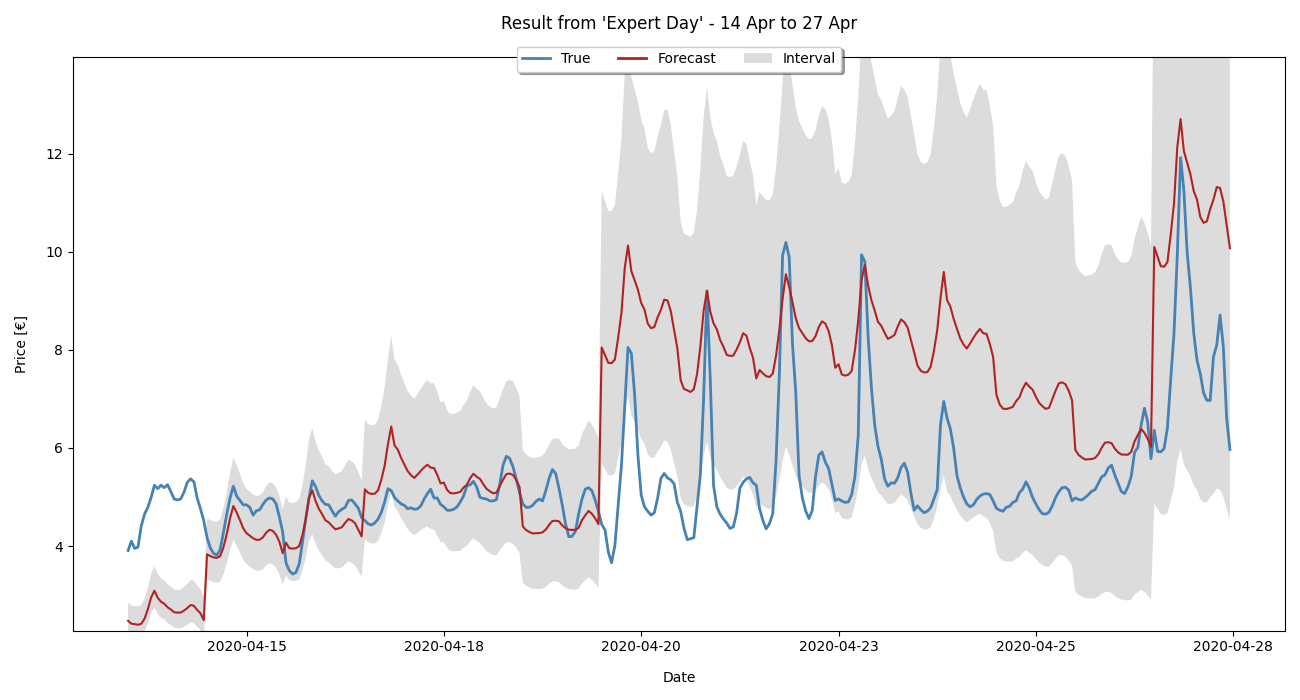 Result from 'Expert Day' - 14 Apr to 27 Apr
True
Forecast
Interval
Price [€]
12
10
8
6
4
2020-04-15
2020-04-18
2020-04-20
2020-04-23
2020-04-25
2020-04-28
Date